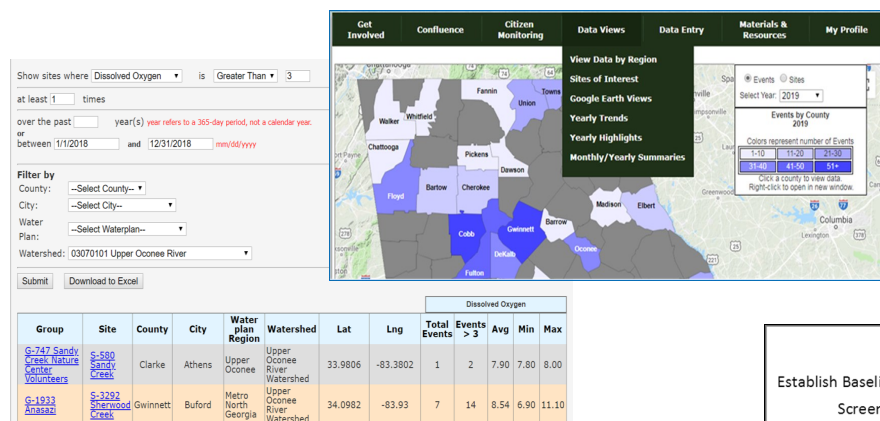 Get Involved
Confluence
Citizen Monitoring
Data Views
Data Entry
Materials & Resources
My Profile
View Data by Region
Sites of Interest
Google Earth Views
Yearly Trends
Yearly Highlights
Monthly/Yearly Summaries
Events Sites
Select Year: 2019
Events by County
2019
Colors represent number of Events
1-10 11-20 21-30
31-40 41-50 51+
Click a county to view data.
Right-click to open in new window.
Fannin
Union
Towns
Walker
Whitfield
Chattooga
Pickens
Dawson
Floyd
Bartow
Cherokee
Madison
Elbert
Cobb
Gwinnett
Barrow
DeKalb
Oconee
Fulton
Greenwood
Columbia
Lexington
Show sites where Dissolved Oxygen is Greater Than 3
at least 1 times
over the past year(s) year refers to a 365-day period, not a calendar year.
or
between 1/1/2018 and 12/31/2018 mm/dd/yyyy
Filter by
County: --Select County--
City: --Select City--
Water
Plan: --Select Waterplan--
Watershed: 03070101 Upper Oconee River
Submit Download to Excel
Dissolved Oxygen
Group Site County City Water plan Region Watershed Lat Lng Total Events Events > 3 Avg Min Max
G-747 Sandy Creek Nature Center Volunteers S-580 Sandy Creek Clarke Athens Upper Oconee Upper Oconee River Watershed 33.9806 -83.3802 1 2 7.90 7.80 8.00
G-1933 Anasazi S-3292 Sherwood Creek Gwinnett Buford Metro North Georgia Upper Oconee River Watershed 34.0982 -83.93 7 14 8.54 6.90 11.10
Establish Baseli
Screen